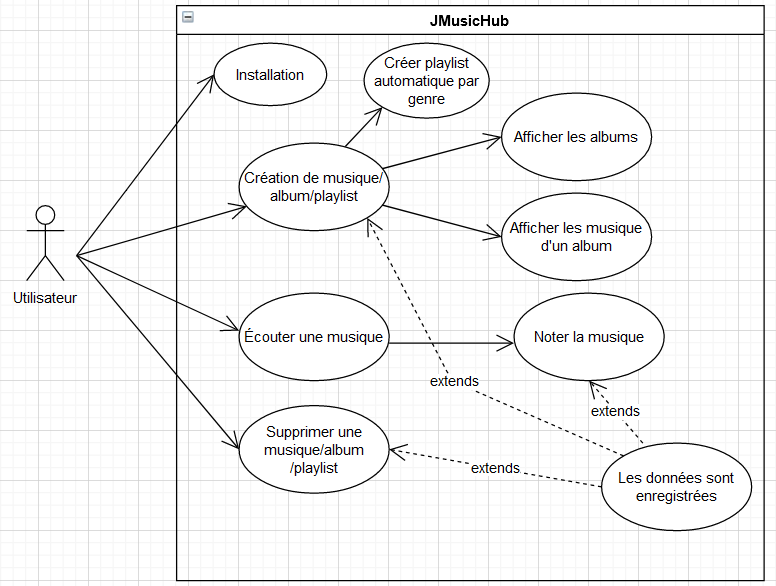 JMusicHub
Installation
Créer playlist
automatique par
genre
Afficher les albums
Création de musique/
album/playlist
Afficher les musique
d'un album
Utilisateur
Écouter une musique
Noter la musique
extends
extends
Supprimer une
musique/album
/playlist
extends
Les données sont
enregistrées